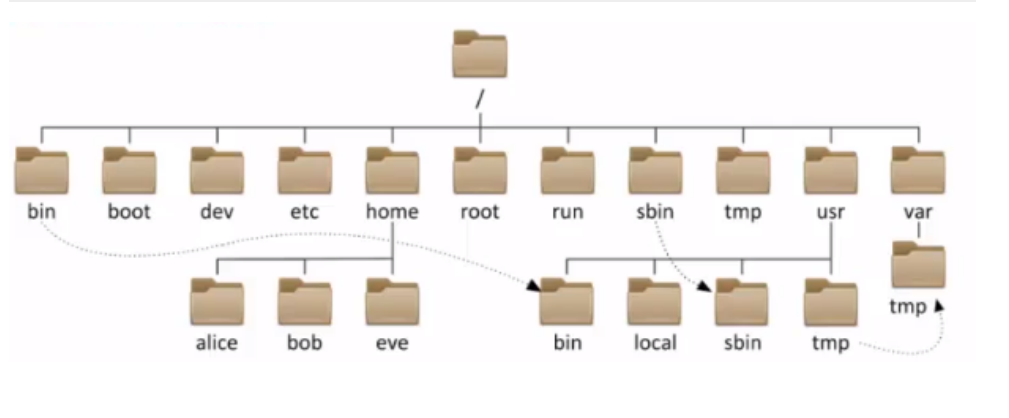 /
bin boot dev etc home root run sbin tmp usr var
tmp
alice bob eve bin local sbin tmp